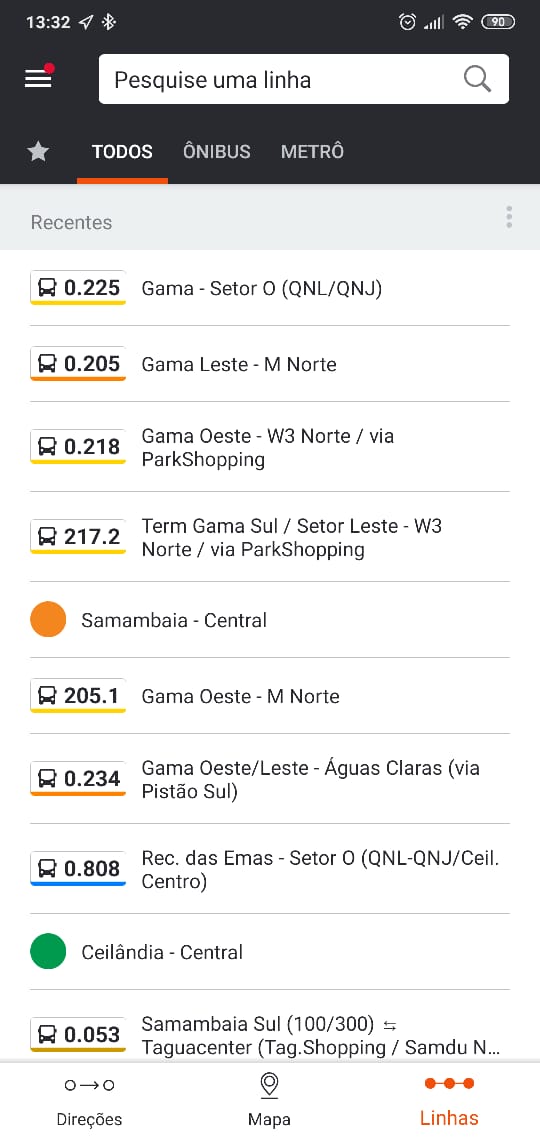 13:32
90
Pesquise uma linha
TODOS ÔNIBUS METRÔ
Recentes
0.225 Gama - Setor O (QNL/QNJ)
0.205 Gama Leste - M Norte
0.218 Gama Oeste - W3 Norte / via
ParkShopping
217.2 Term Gama Sul / Setor Leste - W3
Norte / via ParkShopping
Samambaia - Central
205.1 Gama Oeste - M Norte
0.234 Gama Oeste/Leste - Águas Claras (via
Pistão Sul)
0.808 Rec. das Emas - Setor O (QNL-QNJ/Ceil.
Centro)
Ceilândia - Central
0.053 Samambaia Sul (100/300) ⇆
Taguacenter (Tag.Shopping / Samdu N...
Direções Mapa Linhas